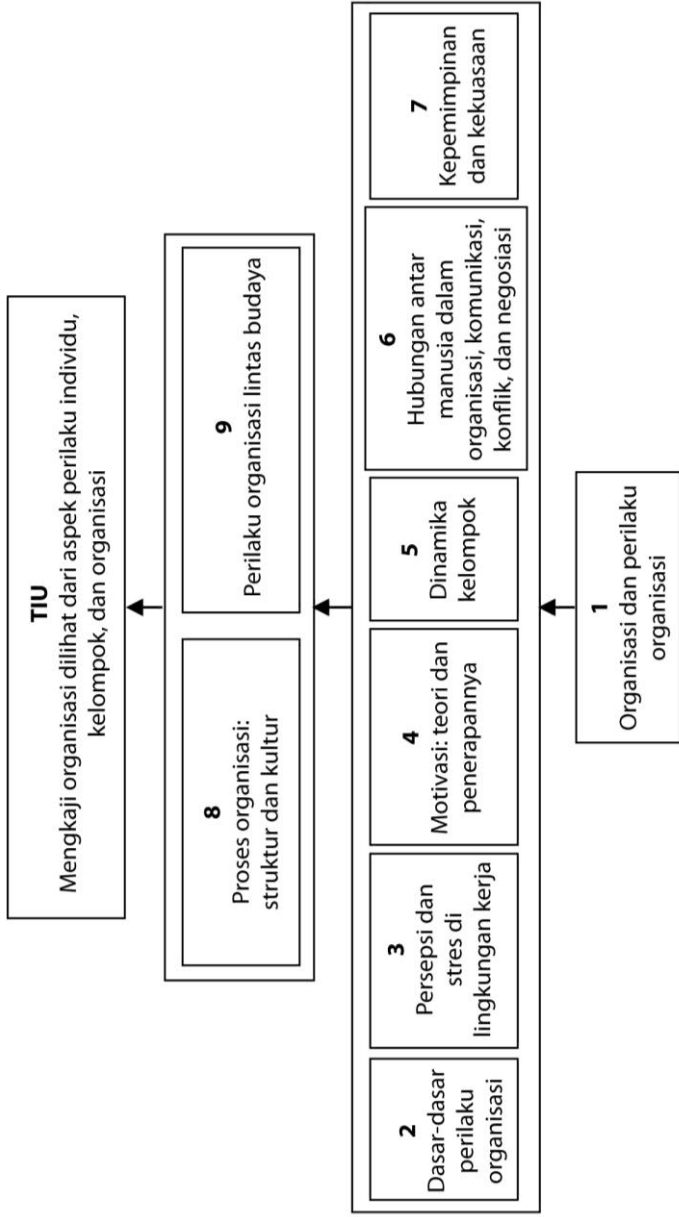 TIU
Mengkaji organisasi dilihat dari aspek perilaku individu,
kelompok, dan organisasi
8
Proses organisasi:
struktur dan kultur
9
Perilaku organisasi lintas budaya
2
Dasar-dasar
perilaku
organisasi
3
Persepsi dan
stres di
lingkungan kerja
4
Motivasi: teori dan
penerapannya
5
Dinamika
kelompok
6
Hubungan antar
manusia dalam
organisasi, komunikasi,
konflik, dan negosiasi
7
Kepemimpinan
dan kekuasaan
1
Organisasi dan perilaku
organisasi